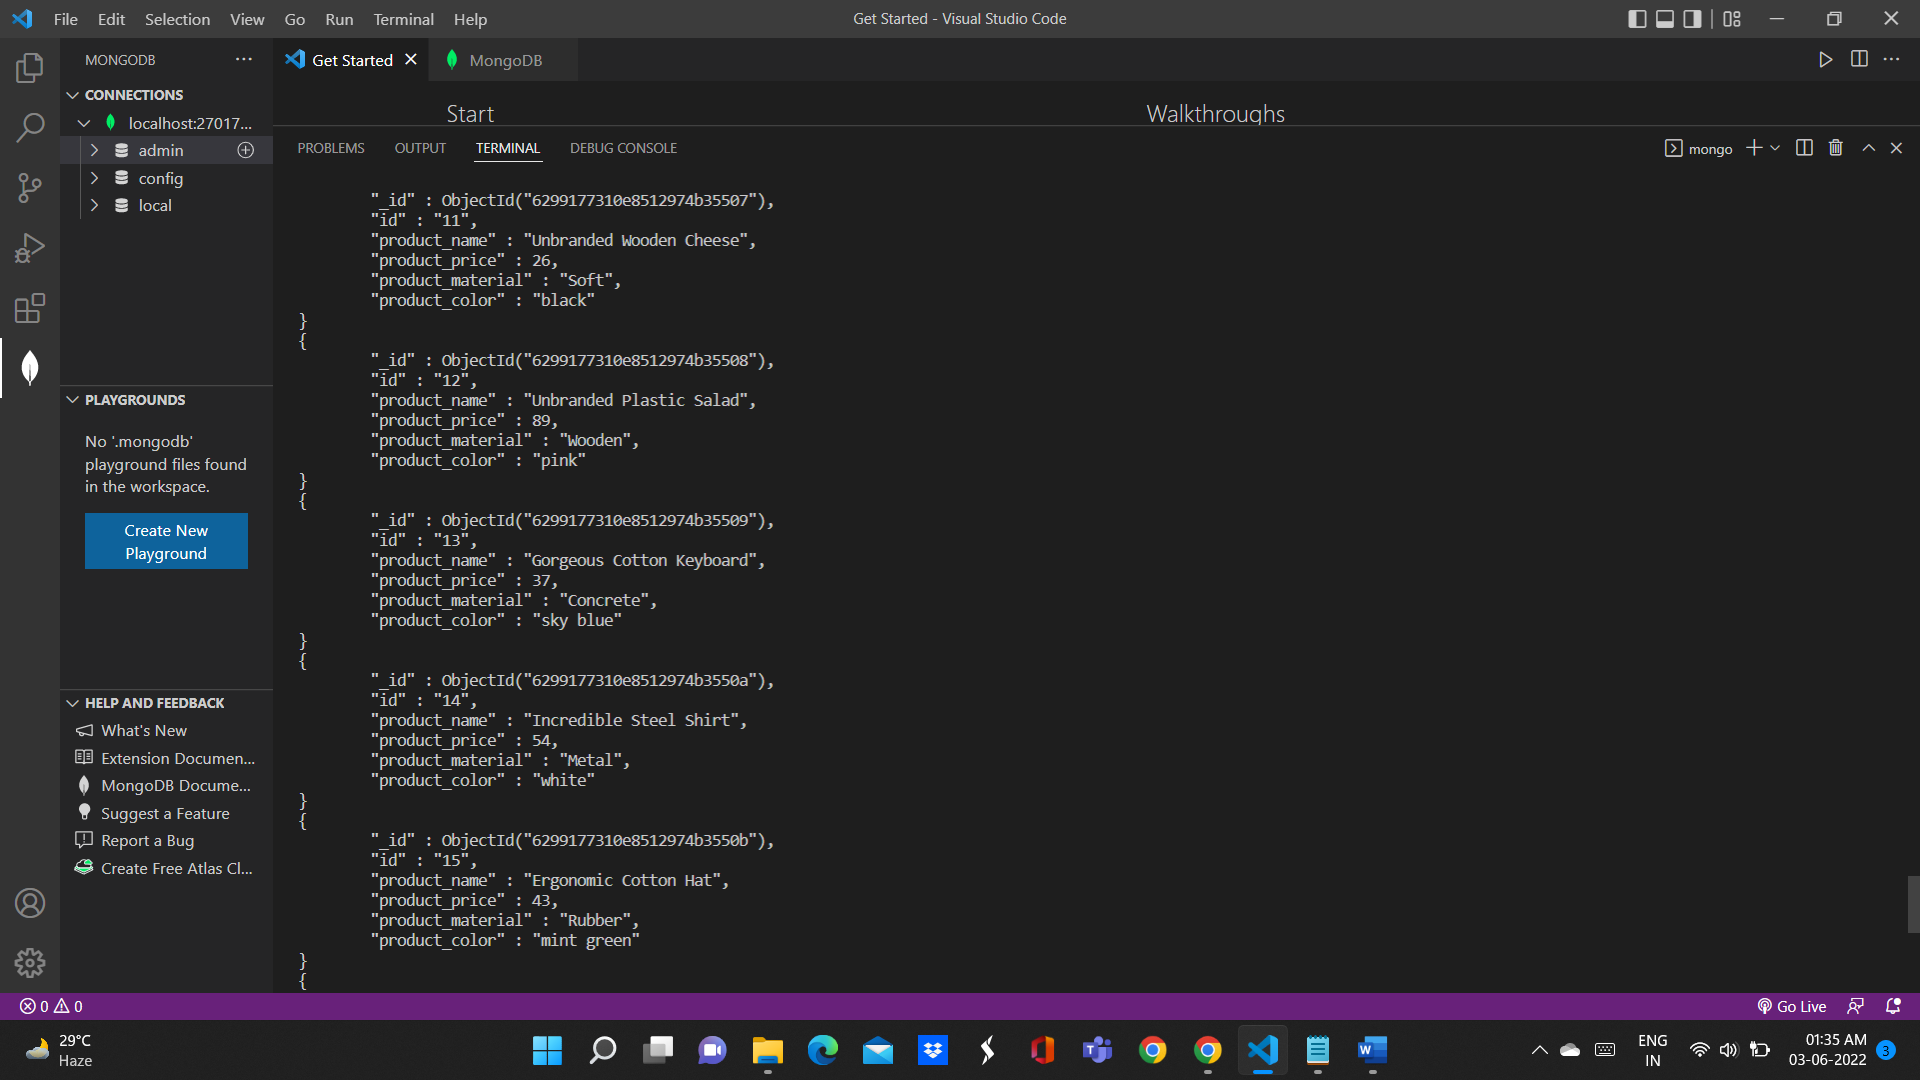 File Edit Selection View Go Run Terminal Help
Get Started - Visual Studio Code
MONGODB
CONNECTIONS
localhost:27017...
admin
config
local
PLAYGROUNDS
No '.mongodb'
playground files found
in the workspace.
Create New
Playground
HELP AND FEEDBACK
What's New
Extension Documen...
MongoDB Docume...
Suggest a Feature
Report a Bug
Create Free Atlas Cl...
Get Started
MongoDB
Start
Walkthroughs
PROBLEMS OUTPUT TERMINAL DEBUG CONSOLE
mongo
"_id" : ObjectId("6299177310e8512974b35507"),
"id" : "11",
"product_name" : "Unbranded Wooden Cheese",
"product_price" : 26,
"product_material" : "Soft",
"product_color" : "black"
}
{
"_id" : ObjectId("6299177310e8512974b35508"),
"id" : "12",
"product_name" : "Unbranded Plastic Salad",
"product_price" : 89,
"product_material" : "Wooden",
"product_color" : "pink"
}
{
"_id" : ObjectId("6299177310e8512974b35509"),
"id" : "13",
"product_name" : "Gorgeous Cotton Keyboard",
"product_price" : 37,
"product_material" : "Concrete",
"product_color" : "sky blue"
}
{
"_id" : ObjectId("6299177310e8512974b3550a"),
"id" : "14",
"product_name" : "Incredible Steel Shirt",
"product_price" : 54,
"product_material" : "Metal",
"product_color" : "white"
}
{
"_id" : ObjectId("6299177310e8512974b3550b"),
"id" : "15",
"product_name" : "Ergonomic Cotton Hat",
"product_price" : 43,
"product_material" : "Rubber",
"product_color" : "mint green"
}
{
0 0
Go Live
29°C
Haze
ENG
IN
01:35 AM
03-06-2022
3